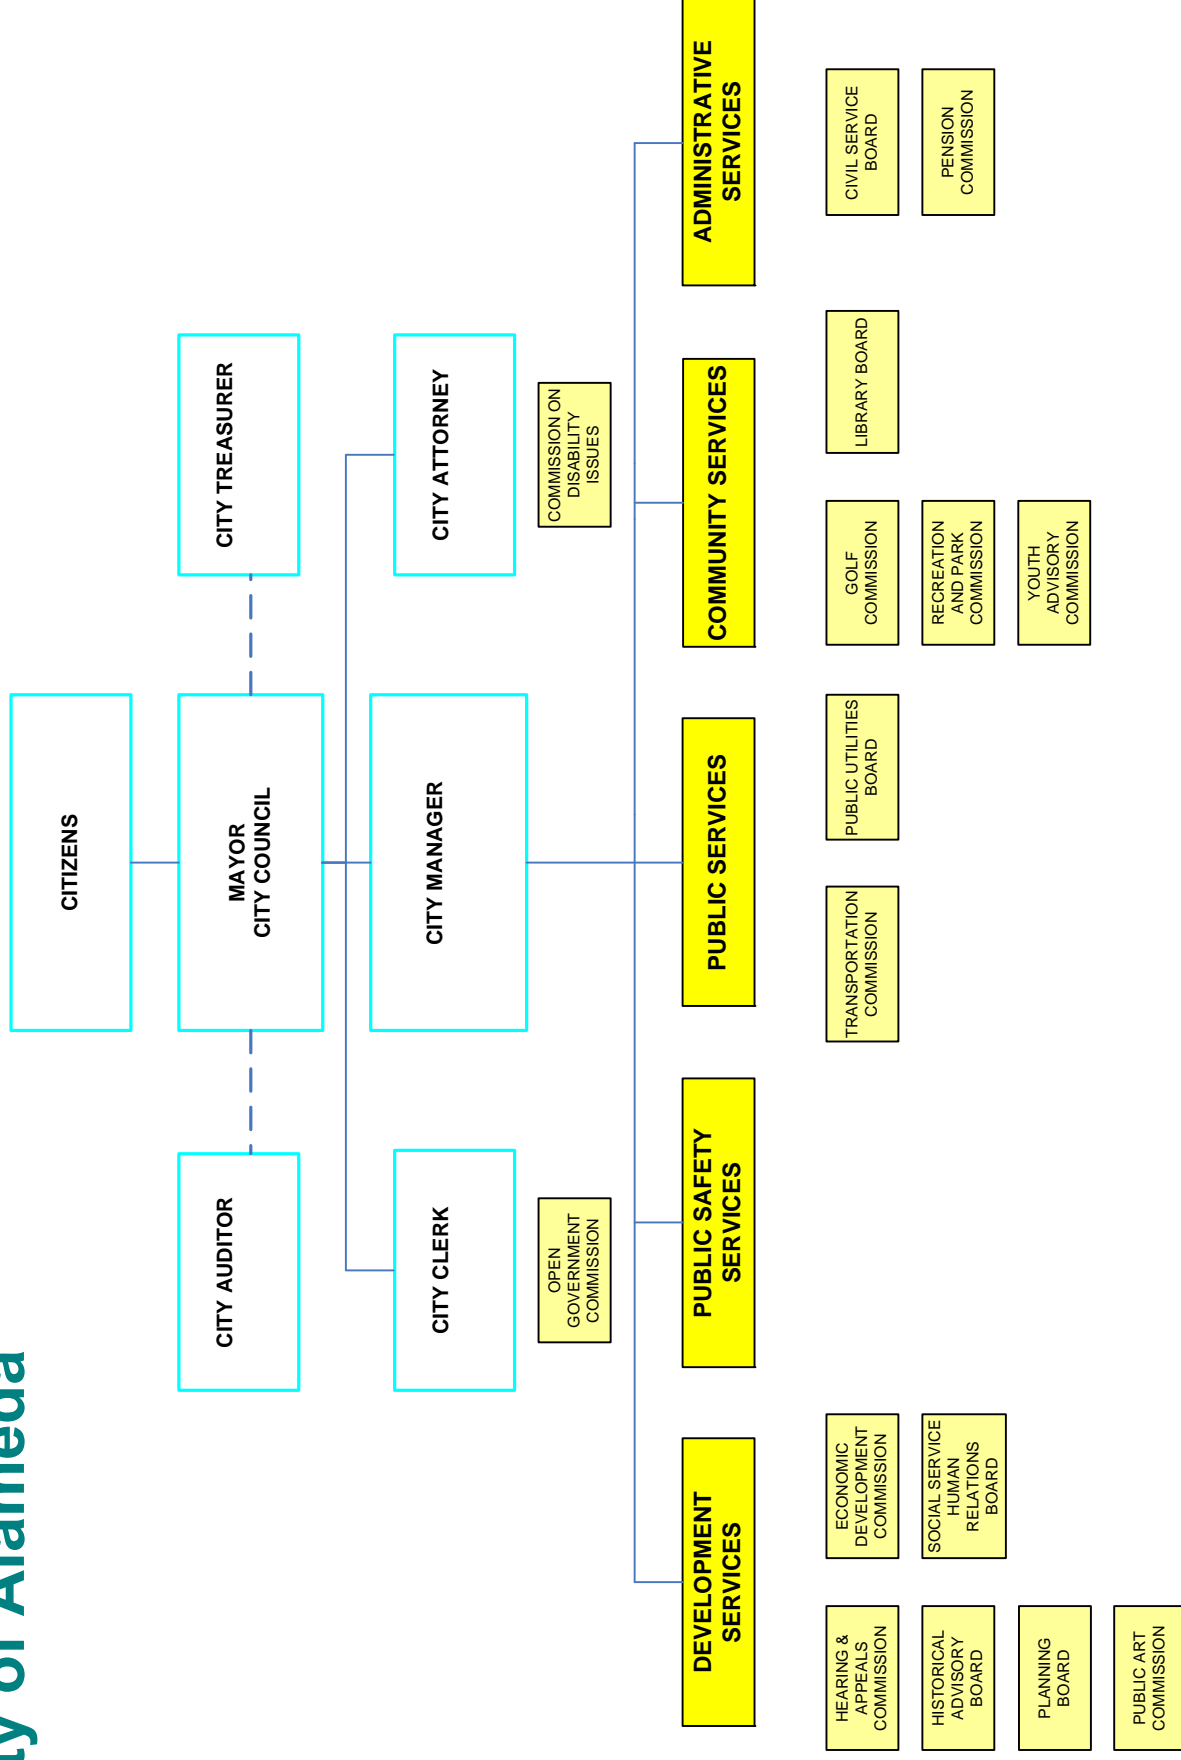 ty of Alameda
CITIZENS
CITY AUDITOR
MAYOR
CITY COUNCIL
CITY TREASURER
CITY CLERK
CITY MANAGER
CITY ATTORNEY
OPEN
GOVERNMENT
COMMISSION
COMMISSION ON
DISABILITY
ISSUES
DEVELOPMENT
SERVICES
PUBLIC SAFETY
SERVICES
PUBLIC SERVICES
COMMUNITY SERVICES
ADMINISTRATIVE
SERVICES
HEARING &
APPEALS
COMMISSION
ECONOMIC
DEVELOPMENT
COMMISSION
TRANSPORTATION
COMMISSION
PUBLIC UTILITIES
BOARD
GOLF
COMMISSION
LIBRARY BOARD
CIVIL SERVICE
BOARD
HISTORICAL
ADVISORY
BOARD
SOCIAL SERVICE
HUMAN
RELATIONS
BOARD
RECREATION
AND PARK
COMMISSION
PENSION
COMMISSION
PLANNING
BOARD
YOUTH
ADVISORY
COMMISSION
PUBLIC ART
COMMISSION